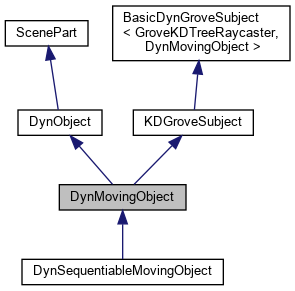 BasicDynGroveSubject
< GroveKDTreeRaycaster,
DynMovingObject >
ScenePart
DynObject
KDGroveSubject
DynMovingObject
DynSequentiableMovingObject